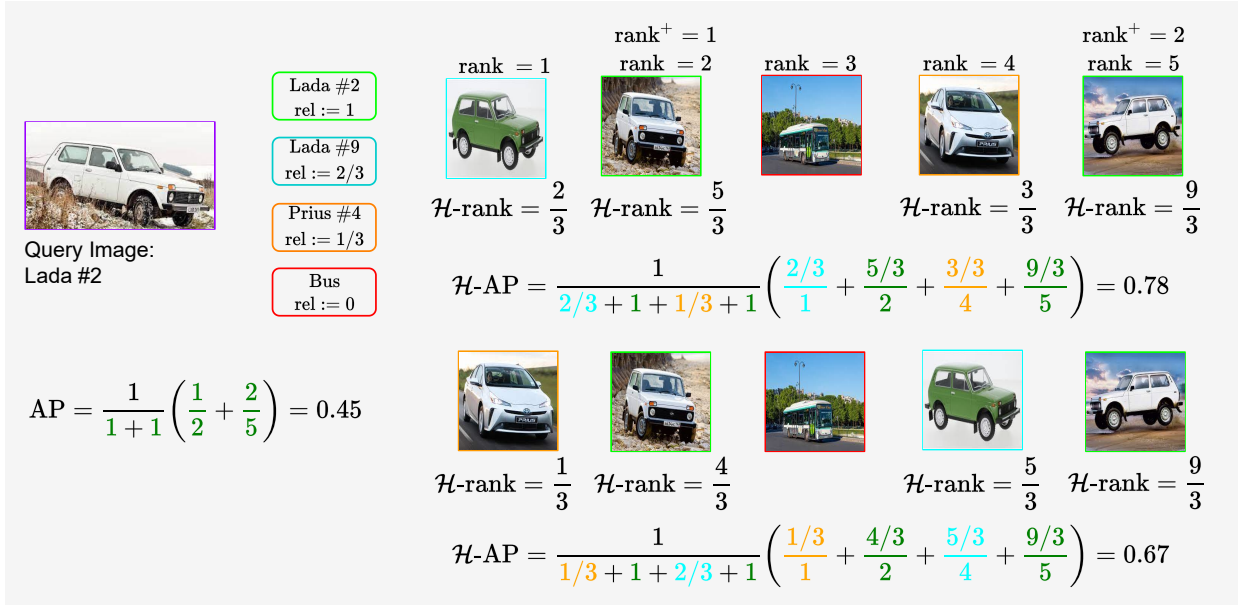 rank⁺ = 1
rank⁺ = 2
rank = 1
rank = 2
rank = 3
rank = 4
rank = 5
Lada #2
rel := 1
Lada #9
rel := 2/3
Prius #4
rel := 1/3
Bus
rel := 0
Query Image:
Lada #2
PRIUS
ℋ-rank = 2/3
ℋ-rank = 5/3
ℋ-rank = 3/3
ℋ-rank = 9/3
ℋ-AP = 1/(2/3 + 1 + 1/3 + 1) ((2/3)/1 + (5/3)/2 + (3/3)/4 + (9/3)/5) = 0.78
AP = 1/(1 + 1) (1/2 + 2/5) = 0.45
PRIUS
ℋ-rank = 1/3
ℋ-rank = 4/3
ℋ-rank = 5/3
ℋ-rank = 9/3
ℋ-AP = 1/(1/3 + 1 + 2/3 + 1) ((1/3)/1 + (4/3)/2 + (5/3)/4 + (9/3)/5) = 0.67